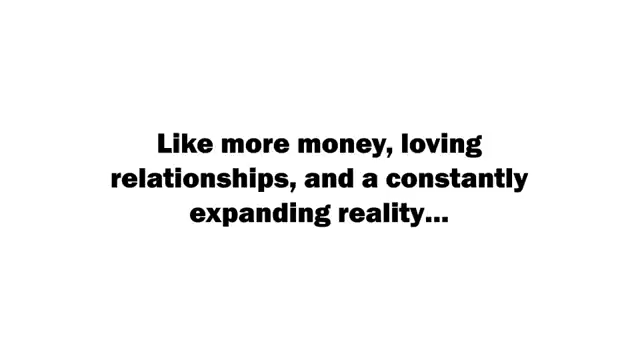 Like more money, loving
relationships, and a constantly
expanding reality...